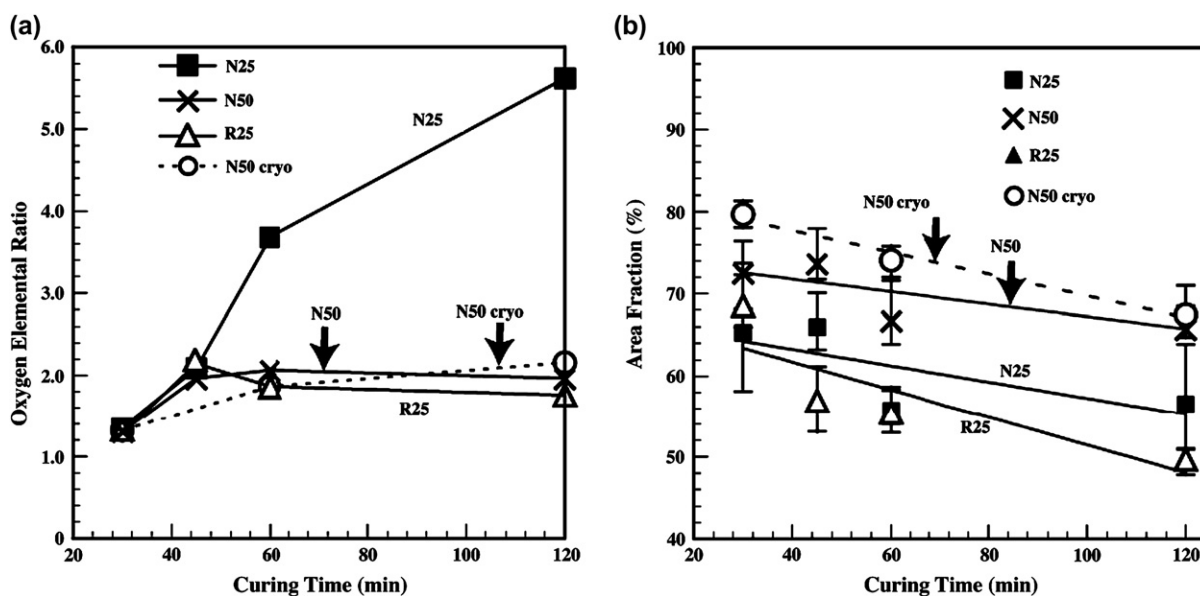 (a)
6.0
5.0
4.0
3.0
2.0
1.0
0
Oxygen Elemental Ratio
N25
N50
R25
N50 cryo
N25
N50
N50 cryo
R25
20
40
60
80
100
120
Curing Time (min)
(b)
100
90
80
70
60
50
40
Area Fraction (%)
N25
N50
R25
N50 cryo
N50 cryo
N50
N25
R25
20
40
60
80
100
120
Curing Time (min)